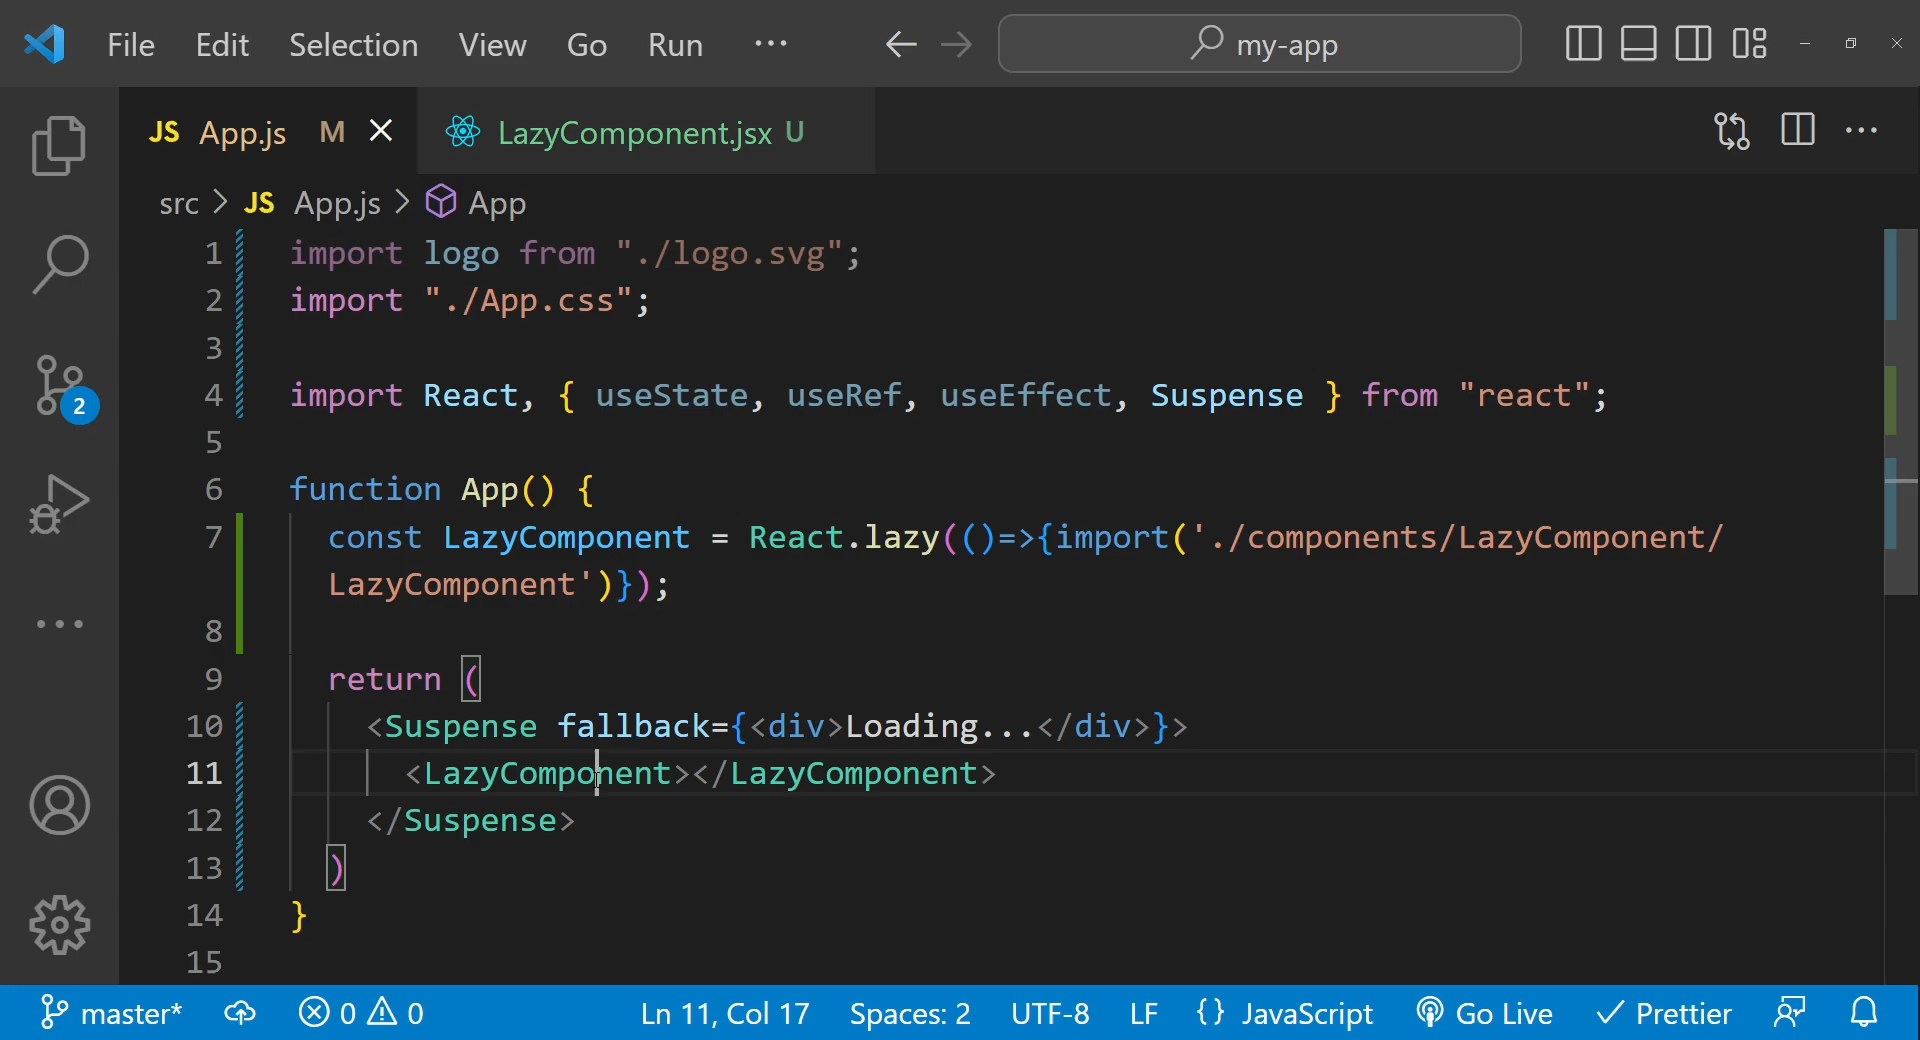 File Edit Selection View Go Run ··· my-app
JS App.js M LazyComponent.jsx U
src > JS App.js > App
1 import logo from "./logo.svg";
2 import "./App.css";
3
4 import React, { useState, useRef, useEffect, Suspense } from "react";
5
6 function App() {
7 const LazyComponent = React.lazy(()=>{import('./components/LazyComponent/
LazyComponent')});
8
9 return (
10 <Suspense fallback={<div>Loading...</div>}>
11 <LazyComponent></LazyComponent>
12 </Suspense>
13 )
14 }
15
2
master* 0 0 Ln 11, Col 17 Spaces: 2 UTF-8 LF {} JavaScript Go Live Prettier